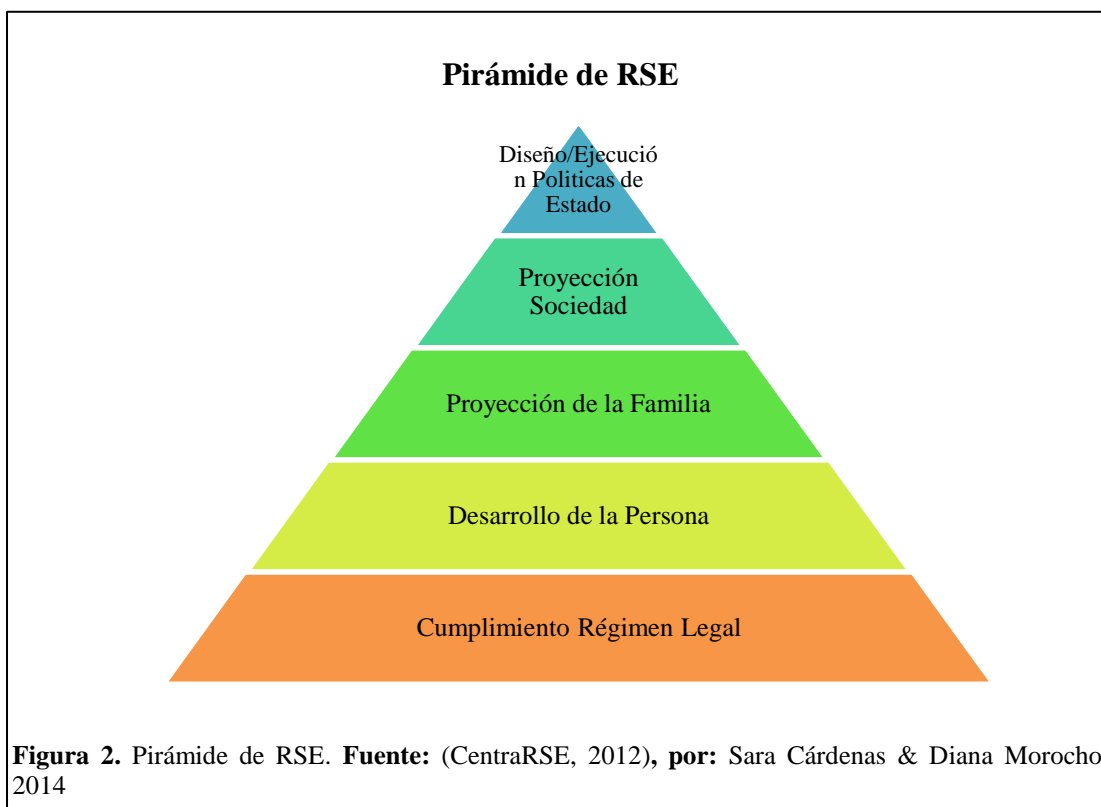 Pirámide de RSE
Diseño/Ejecució
n Politicas de
Estado
Proyección
Sociedad
Proyección de la Familia
Desarrollo de la Persona
Cumplimiento Régimen Legal
Figura 2. Pirámide de RSE. Fuente: (CentraRSE, 2012), por: Sara Cárdenas & Diana Morocho
2014